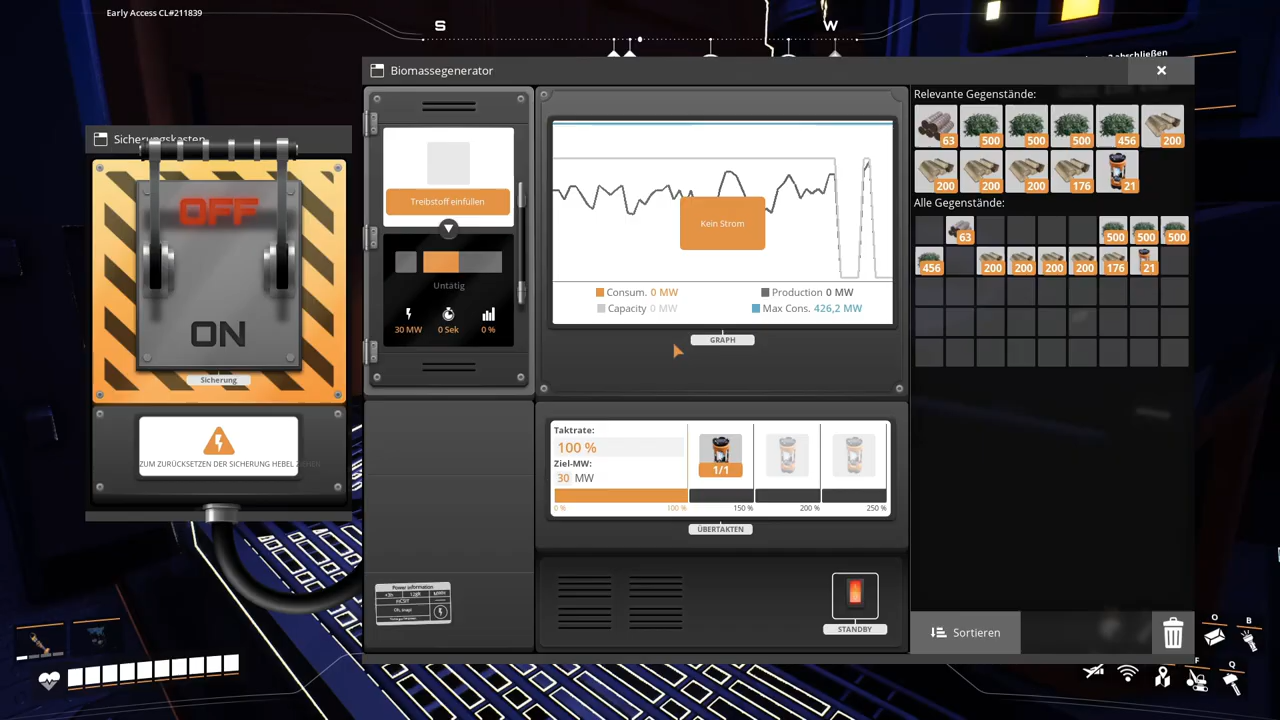 Early Access CL#211839
S
W
abschließen
Biomassegenerator
Sicherungskasten
OFF
ON
Sicherung
ZUM ZURÜCKSETZEN DER SICHERUNG HEBEL
Treibstoff einfüllen
Untätig
30 MW
0 Sek
0 %
Kein Strom
Consum. 0 MW
Production 0 MW
Capacity 0 MW
Max Cons. 426,2 MW
GRAPH
Taktrate:
100 %
Ziel-MW:
30 MW
1/1
0 %
100 %
150 %
200 %
250 %
ÜBERTAKTEN
Power information
STANDBY
Relevante Gegenstände:
63
500
500
500
456
200
200
200
200
176
21
Alle Gegenstände:
63
500
500
500
456
200
200
200
200
176
21
Sortieren
O
B
F
Q